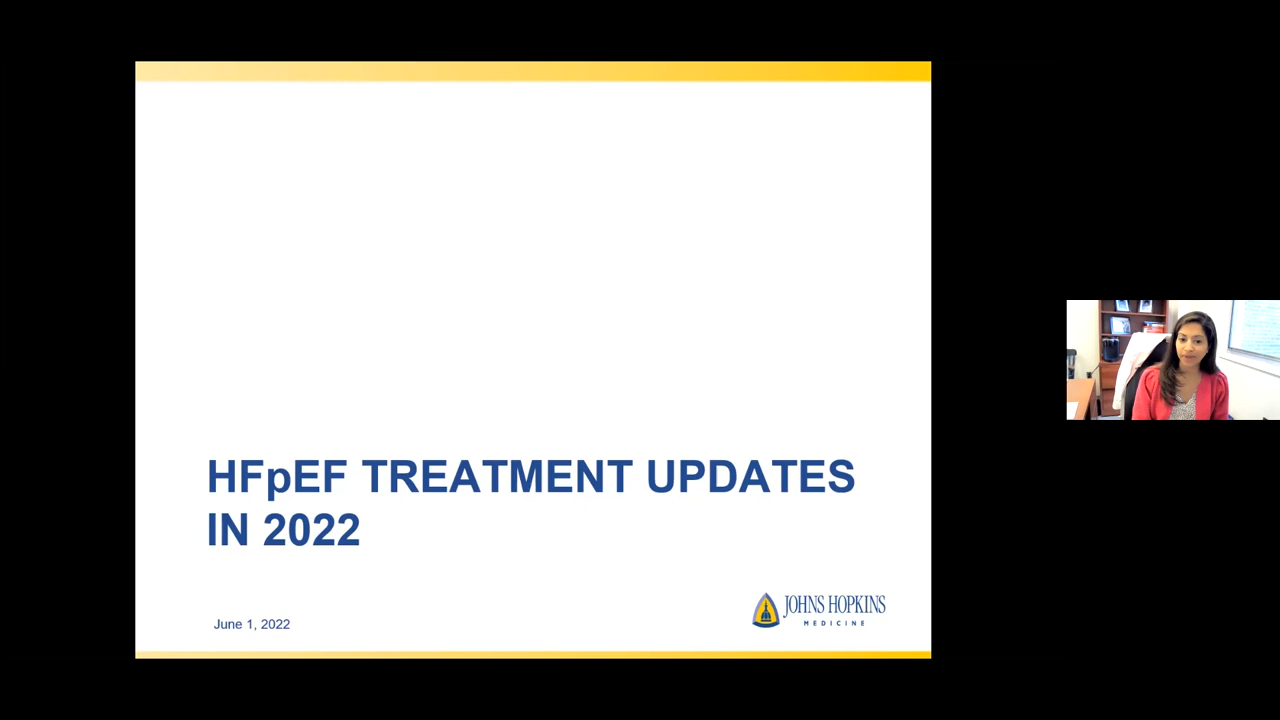 HFpEF TREATMENT UPDATES
IN 2022
June 1, 2022
JOHNS HOPKINS
MEDICINE